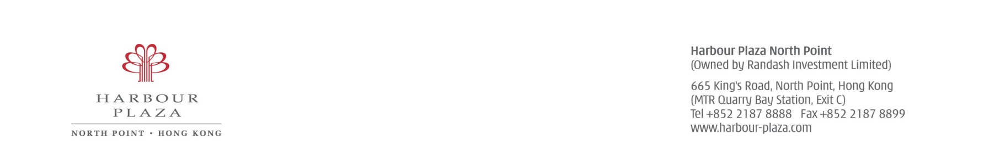 HARBOUR
PLAZA
NORTH POINT • HONG KONG
Harbour Plaza North Point
(Owned by Randash Investment Limited)
665 King's Road, North Point, Hong Kong
(MTR Quarry Bay Station, Exit C)
Tel +852 2187 8888 Fax +852 2187 8899
www.harbour-plaza.com